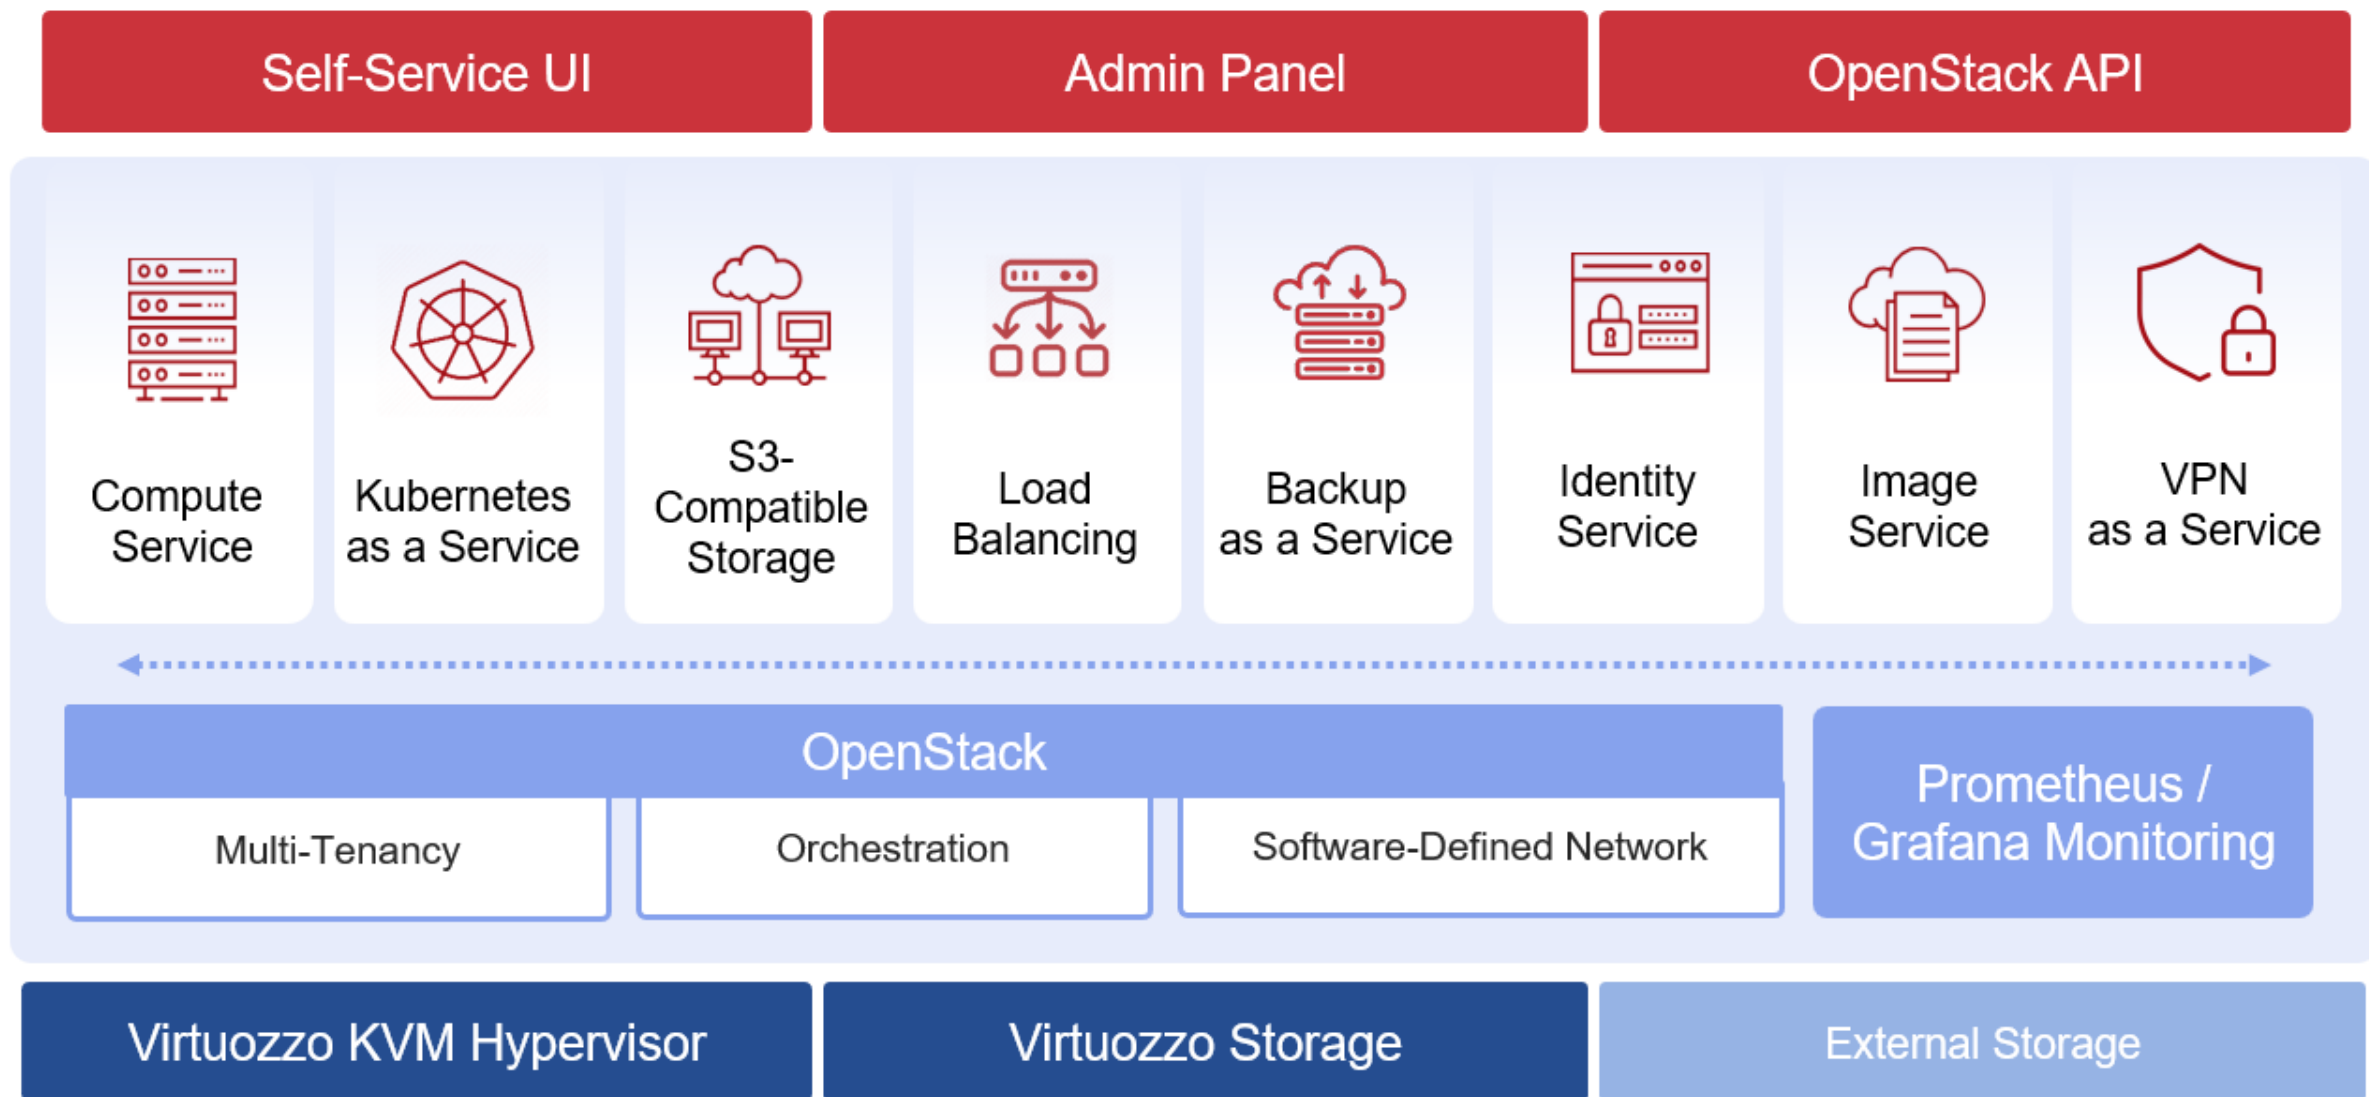 Self-Service UI
Admin Panel
OpenStack API
Compute
Service
Kubernetes
as a Service
S3-
Compatible
Storage
Load
Balancing
Backup
as a Service
Identity
Service
Image
Service
VPN
as a Service
OpenStack
Multi-Tenancy
Orchestration
Software-Defined Network
Prometheus /
Grafana Monitoring
Virtuozzo KVM Hypervisor
Virtuozzo Storage
External Storage